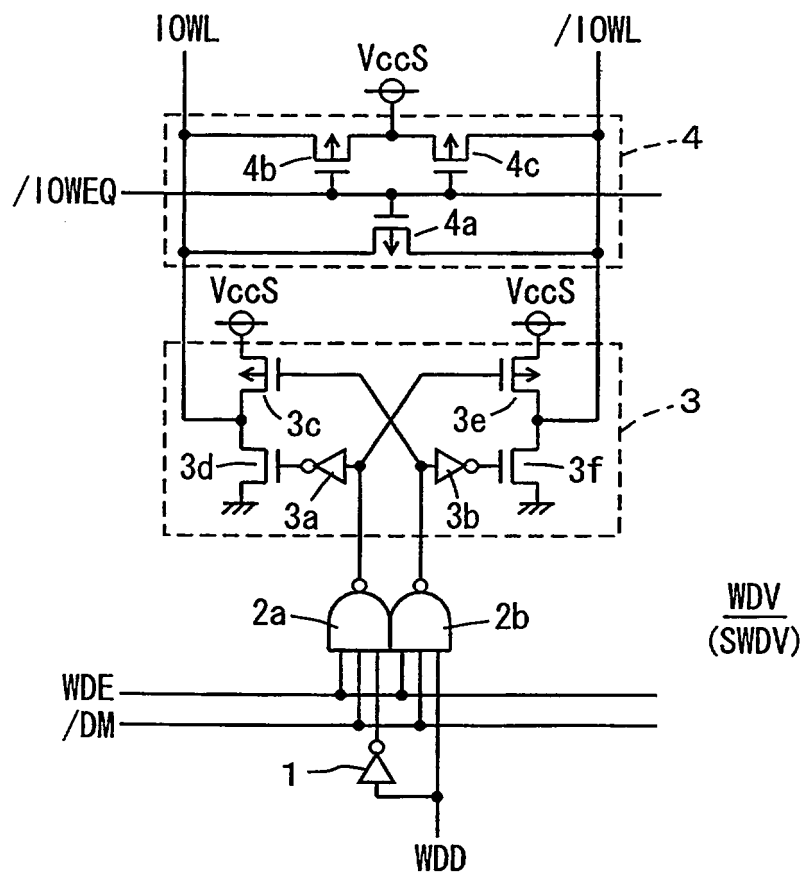 IOWL
/IOWL
VccS
4b
4c
4
/IOWEQ
4a
VccS
VccS
3c
3e
3
3d
3a
3b
3f
2a
2b
WDV
(SWDV)
WDE
/DM
1
WDD